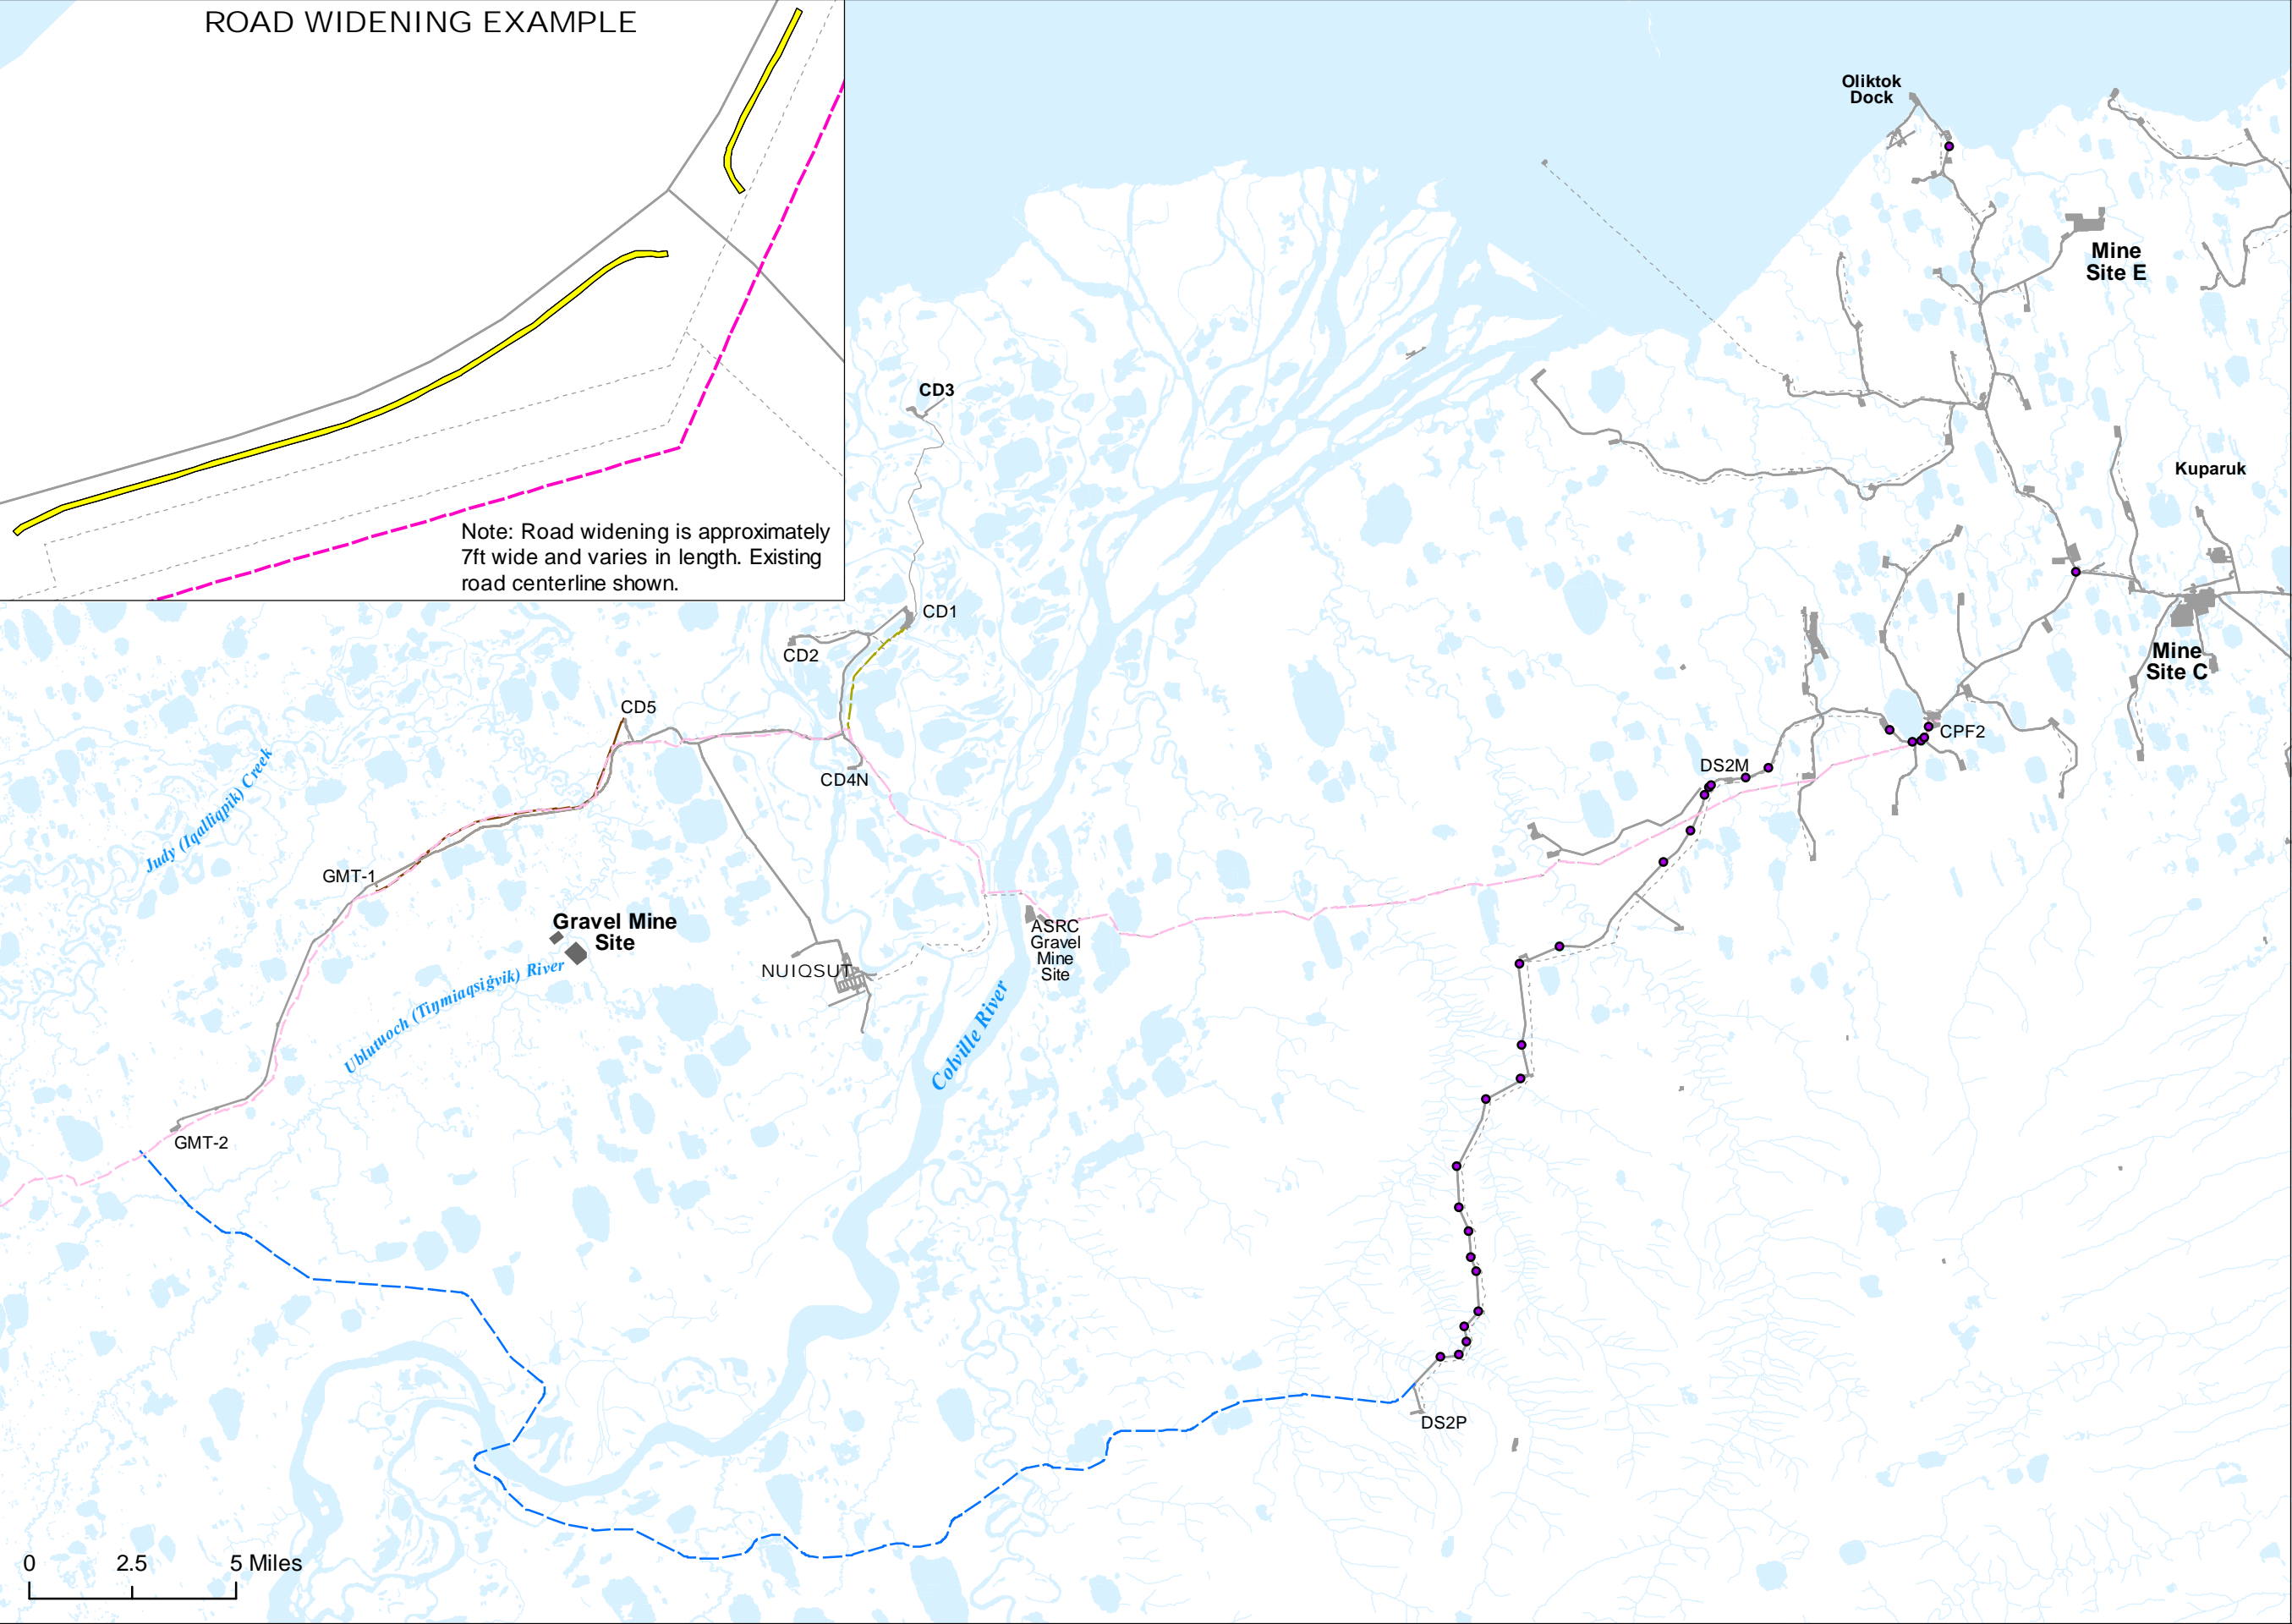 ROAD WIDENING EXAMPLE
Note: Road widening is approximately
7ft wide and varies in length. Existing
road centerline shown.
Oliktok
Dock
Mine
Site E
CD3
Kuparuk
CD1
CD2
Mine
Site C
CD5
CPF2
DS2M
CD4N
Judy (Iqalliqpik) Creek
GMT-1
Gravel Mine
Site
ASRC
Gravel
Mine
Site
NUIQSUT
Ublutuoch (Tiŋmiaqsiġvik) River
Colville River
GMT-2
DS2P
0 2.5 5 Miles